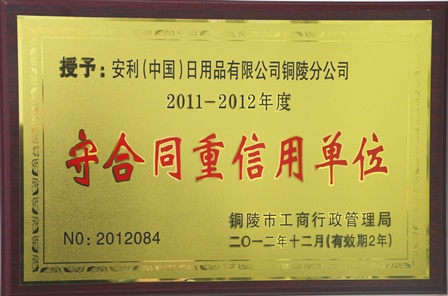 授予：安利（中国）日用品有限公司铜陵分公司
2011-2012年度
守合同重信用单位
铜陵市工商行政管理局
NO：2012084
二〇一二年十二月（有效期2年）